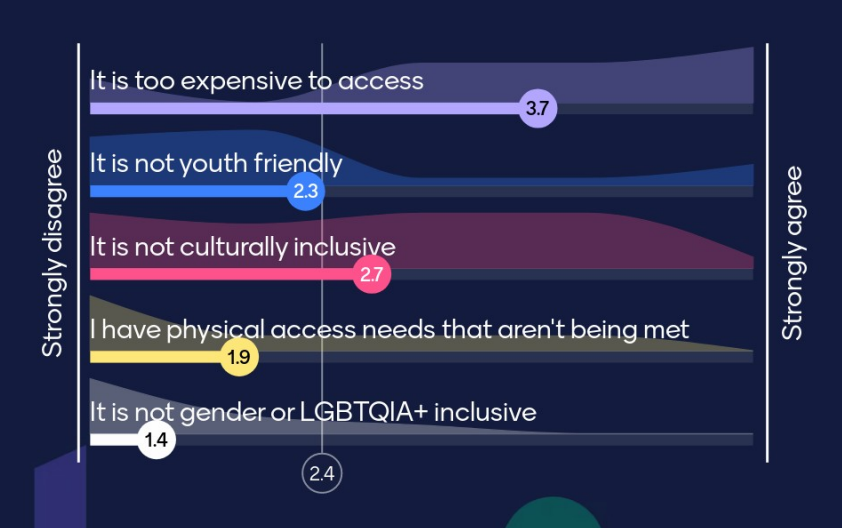 It is too expensive to access
3.7
It is not youth friendly
2.3
It is not culturally inclusive
2.7
I have physical access needs that aren't being met
1.9
It is not gender or LGBTQIA+ inclusive
1.4
2.4
Strongly disagree
Strongly agree